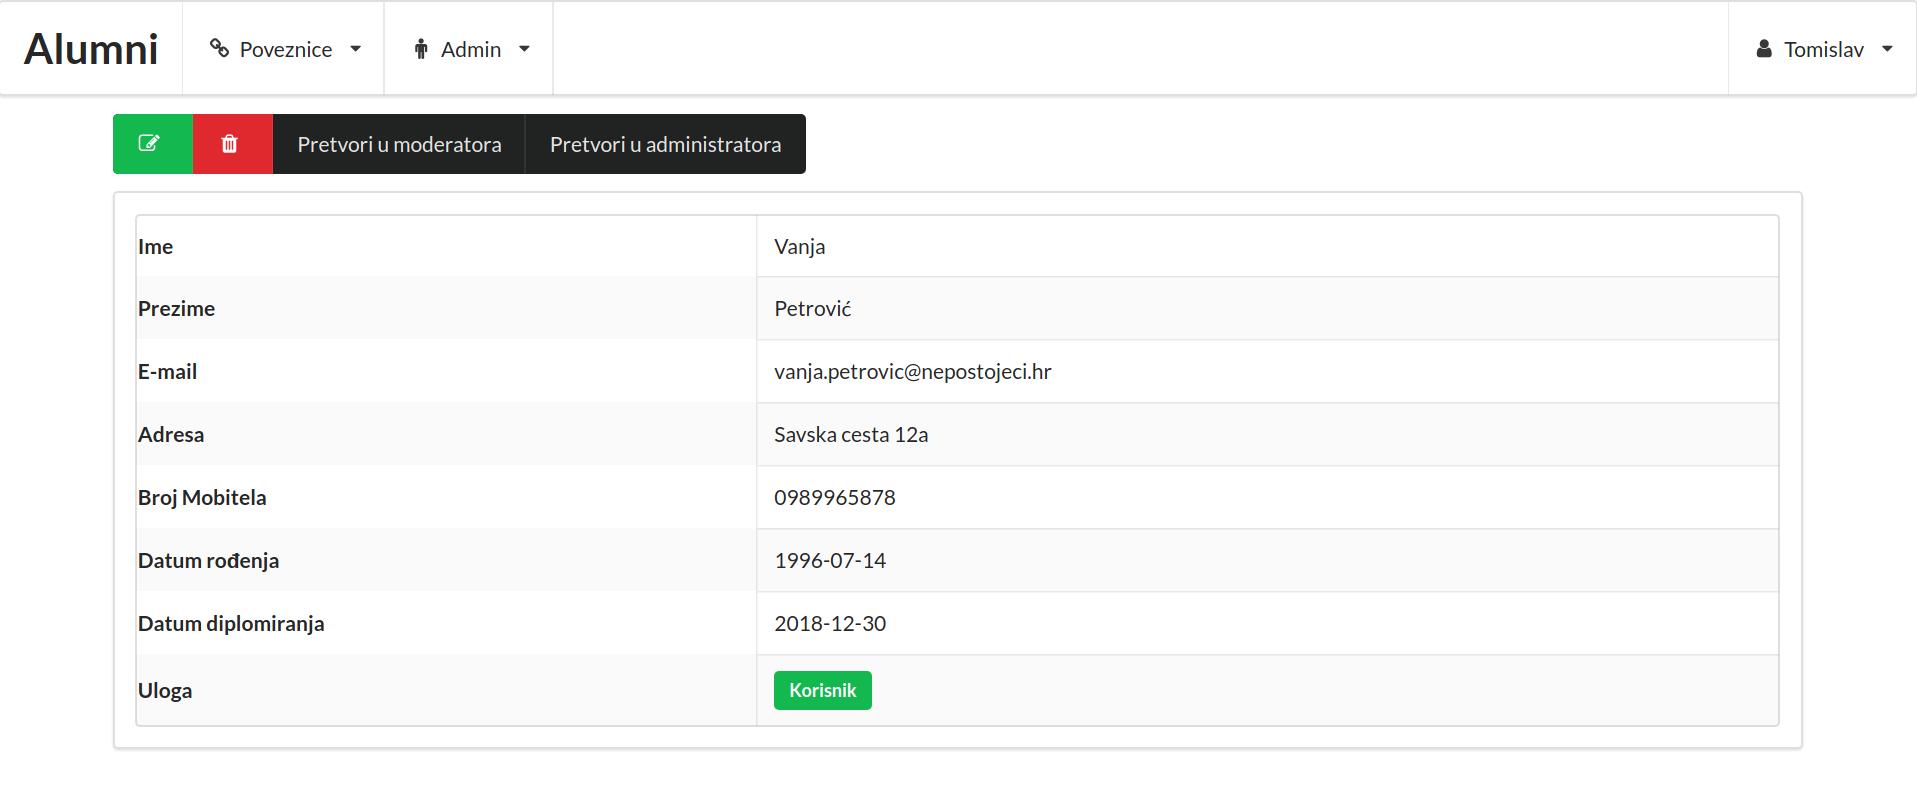 Alumni Poveznice Admin Tomislav
Pretvori u moderatora Pretvori u administratora
Ime Vanja
Prezime Petrović
E-mail vanja.petrovic@nepostojeci.hr
Adresa Savska cesta 12a
Broj Mobitela 0989965878
Datum rođenja 1996-07-14
Datum diplomiranja 2018-12-30
Uloga Korisnik